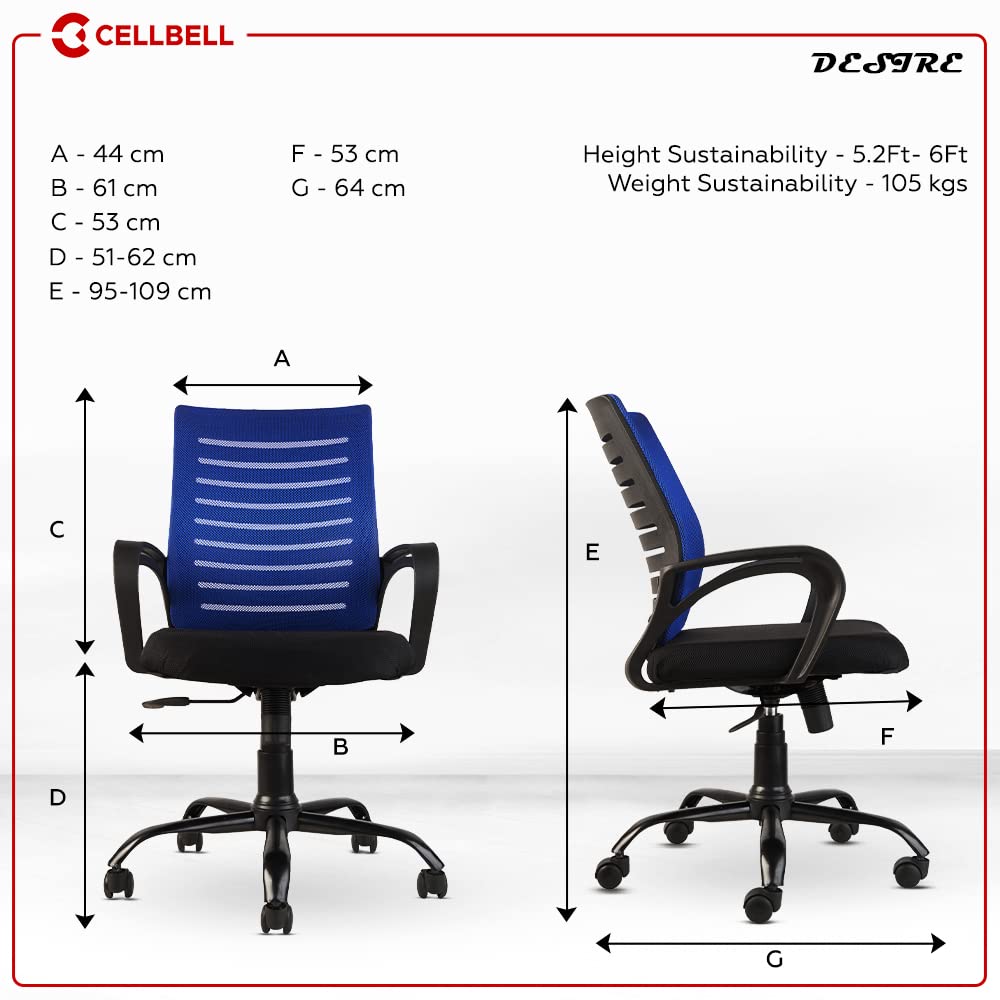 CELLBELL
DESIRE
A - 44 cm
B - 61 cm
C - 53 cm
D - 51-62 cm
E - 95-109 cm
F - 53 cm
G - 64 cm
Height Sustainability - 5.2Ft- 6Ft
Weight Sustainability - 105 kgs
A
C
B
D
E
F
G